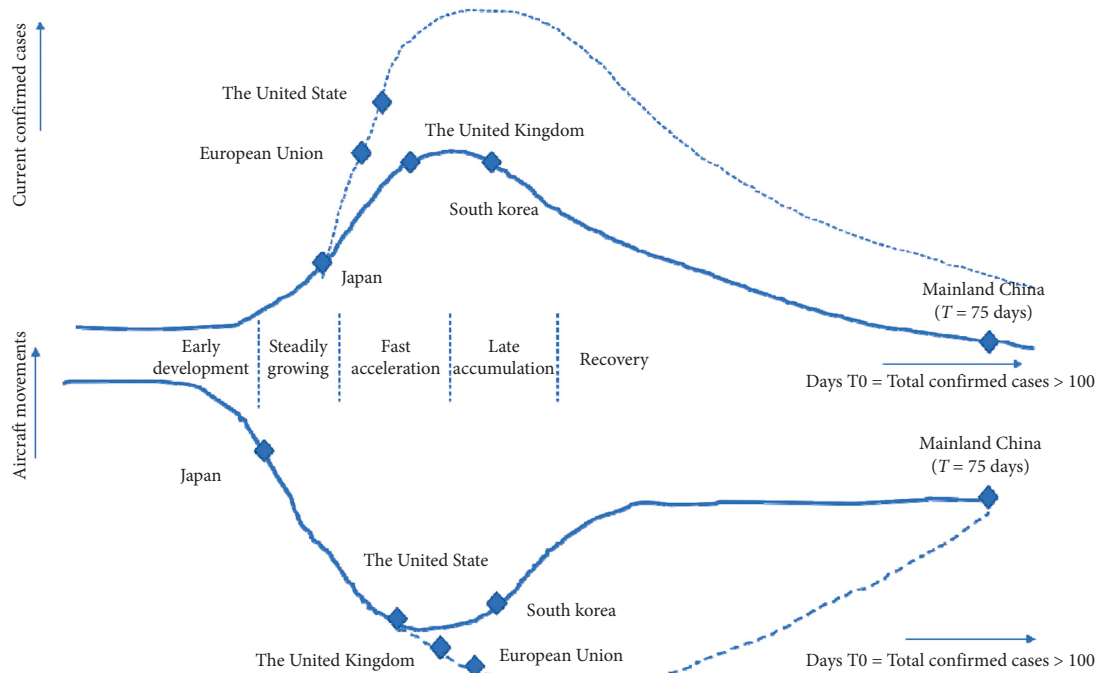 Current confirmed cases
The United State
European Union
The United Kingdom
South korea
Japan
Mainland China
(T = 75 days)
Days T0 = Total confirmed cases > 100
Early
development
Steadily
growing
Fast
acceleration
Late
accumulation
Recovery
Aircraft movements
Japan
Mainland China
(T = 75 days)
The United State
South korea
The United Kingdom
European Union
Days T0 = Total confirmed cases > 100